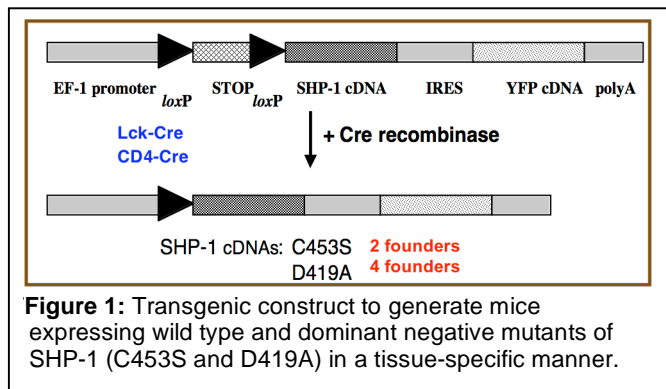 EF-1 promoter loxP STOP loxP SHP-1 cDNA IRES YFP cDNA polyA
Lck-Cre
CD4-Cre
+ Cre recombinase
SHP-1 cDNAs: C453S 2 founders
D419A 4 founders
Figure 1: Transgenic construct to generate mice
expressing wild type and dominant negative mutants of
SHP-1 (C453S and D419A) in a tissue-specific manner.